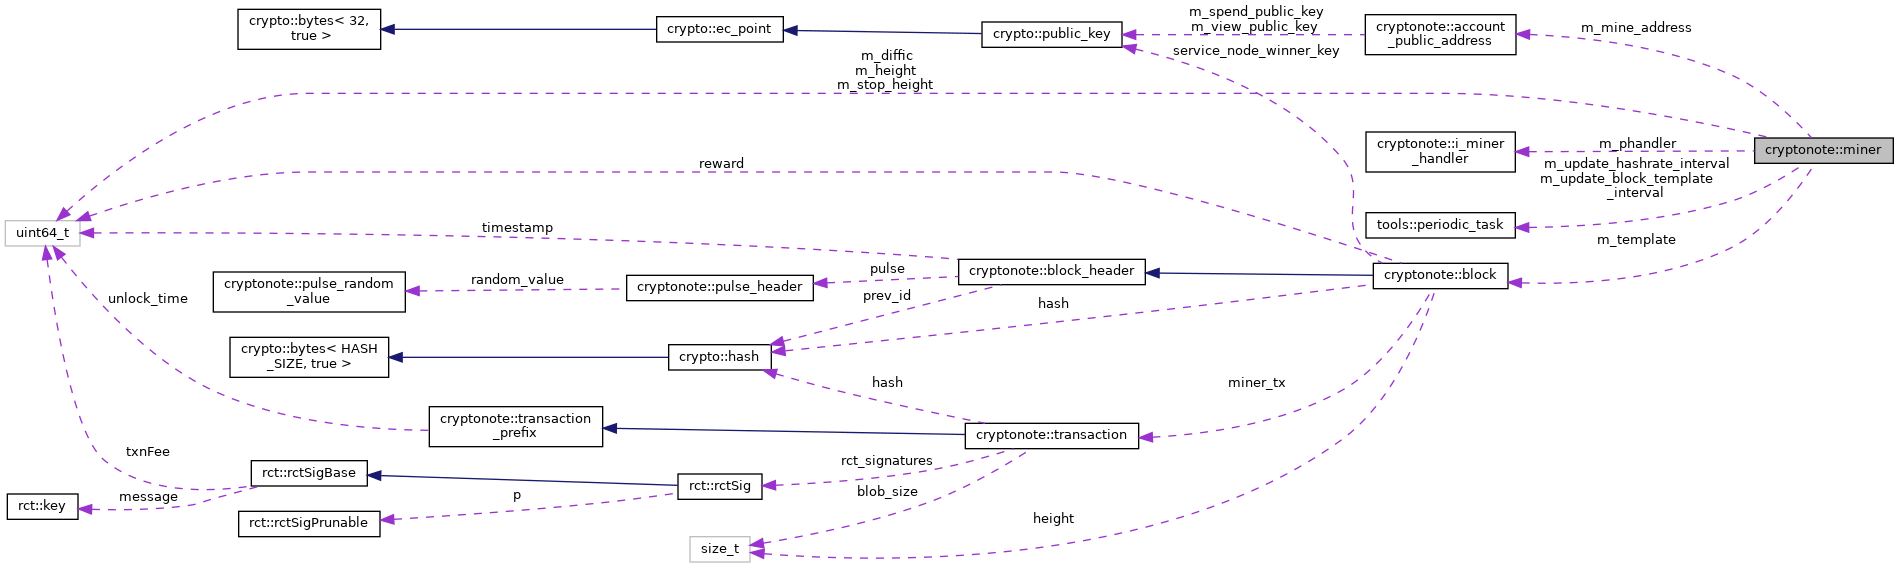 crypto::bytes< 32,
true >
crypto::ec_point
crypto::public_key
m_spend_public_key
m_view_public_key
cryptonote::account
_public_address
m_mine_address
service_node_winner_key
m_diffic
m_height
m_stop_height
cryptonote::i_miner
_handler
m_phandler
cryptonote::miner
reward
m_update_hashrate_interval
m_update_block_template
_interval
tools::periodic_task
uint64_t
timestamp
m_template
cryptonote::block_header
cryptonote::block
pulse
random_value
cryptonote::pulse_header
cryptonote::pulse_random
_value
prev_id
hash
unlock_time
crypto::bytes< HASH
_SIZE, true >
crypto::hash
hash
miner_tx
cryptonote::transaction
_prefix
cryptonote::transaction
txnFee
rct::rctSigBase
rct_signatures
rct::rctSig
blob_size
message
p
rct::key
rct::rctSigPrunable
height
size_t